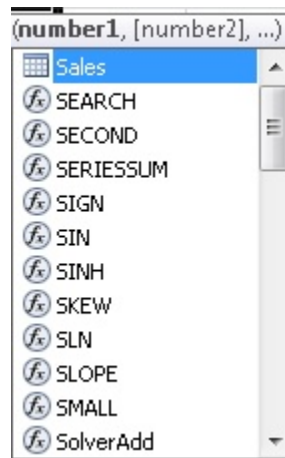 (number1, [number2], ...)
Sales
SEARCH
SECOND
SERIESSUM
SIGN
SIN
SINH
SKEW
SLN
SLOPE
SMALL
SolverAdd